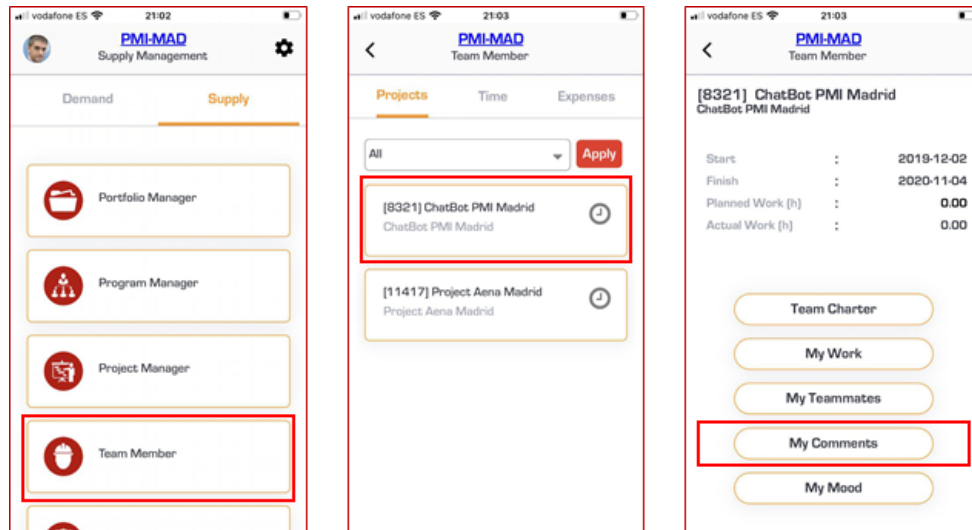 vodafone ES 21:02
PMI-MAD
Supply Management
Demand Supply
Portfolio Manager
Program Manager
Project Manager
Team Member
vodafone ES 21:03
PMI-MAD
Team Member
Projects Time Expenses
All Apply
[8321] ChatBot PMI Madrid
ChatBot PMI Madrid
[11417] Project Aena Madrid
Project Aena Madrid
vodafone ES 21:03
PMI-MAD
Team Member
[8321] ChatBot PMI Madrid
ChatBot PMI Madrid
Start : 2019-12-02
Finish : 2020-11-04
Planned Work (h) : 0.00
Actual Work (h) : 0.00
Team Charter
My Work
My Teammates
My Comments
My Mood